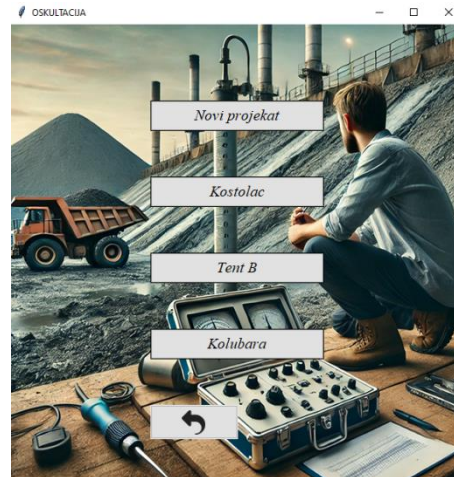 OSKULTACIJA
Novi projekat
Kostolac
Tent B
Kolubara